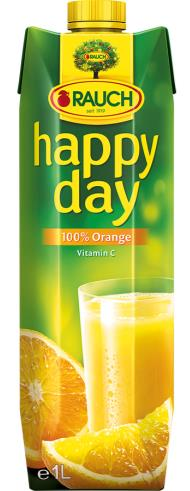 RAUCH
seit 1919
happy
day
100% Orange
Vitamin C
e 1L